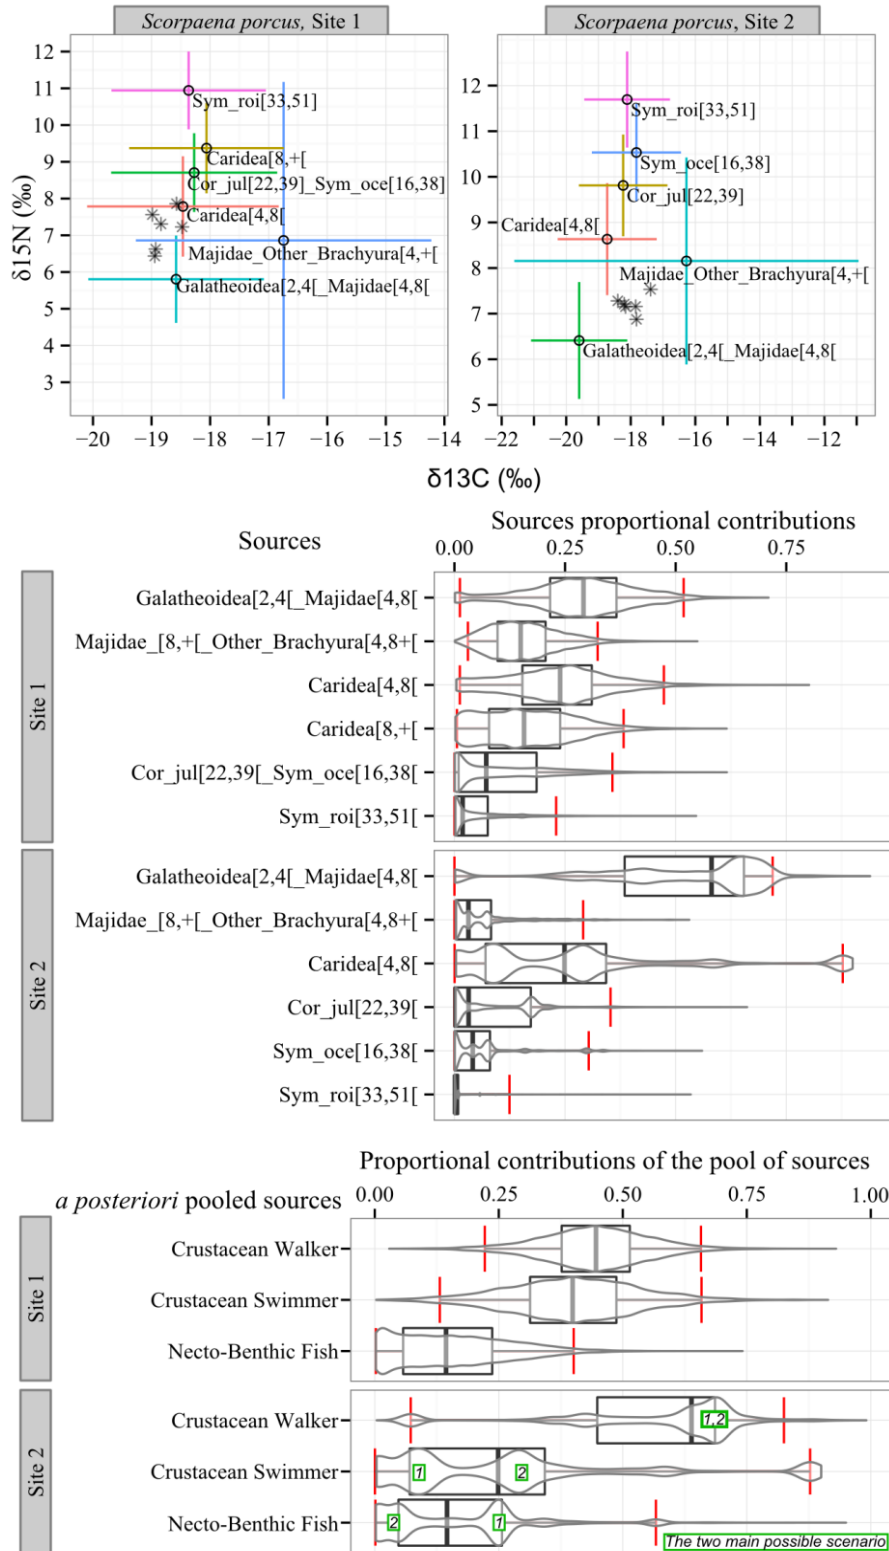 Scorpaena porcus, Site 1
Scorpaena porcus, Site 2
δ15N (‰)
12
11
10
9
8
7
6
5
4
3
Sym_roi[33,51]
Caridea[8,+[
Cor_jul[22,39]_Sym_oce[16,38]
Caridea[4,8[
Majidae_Other_Brachyura[4,+[
Galatheoidea[2,4[_Majidae[4,8[
−20 −19 −18 −17 −16 −15 −14
12
11
10
9
8
7
6
5
Sym_roi[33,51]
Sym_oce[16,38]
Cor_jul[22,39]
Caridea[4,8[
Majidae_Other_Brachyura[4,+[
Galatheoidea[2,4[_Majidae[4,8[
−22 −20 −18 −16 −14 −12
δ13C (‰)
Sources
Sources proportional contributions
0.00 0.25 0.50 0.75
Site 1
Galatheoidea[2,4[_Majidae[4,8[
Majidae_[8,+[_Other_Brachyura[4,8+[
Caridea[4,8[
Caridea[8,+[
Cor_jul[22,39[_Sym_oce[16,38[
Sym_roi[33,51[
Site 2
Galatheoidea[2,4[_Majidae[4,8[
Majidae_[8,+[_Other_Brachyura[4,8+[
Caridea[4,8[
Cor_jul[22,39[
Sym_oce[16,38[
Sym_roi[33,51[
Proportional contributions of the pool of sources
a posteriori pooled sources
0.00 0.25 0.50 0.75 1.00
Site 1
Crustacean Walker
Crustacean Swimmer
Necto-Benthic Fish
Site 2
Crustacean Walker
1,2
Crustacean Swimmer
1 2
Necto-Benthic Fish
2 1
The two main possible scenario